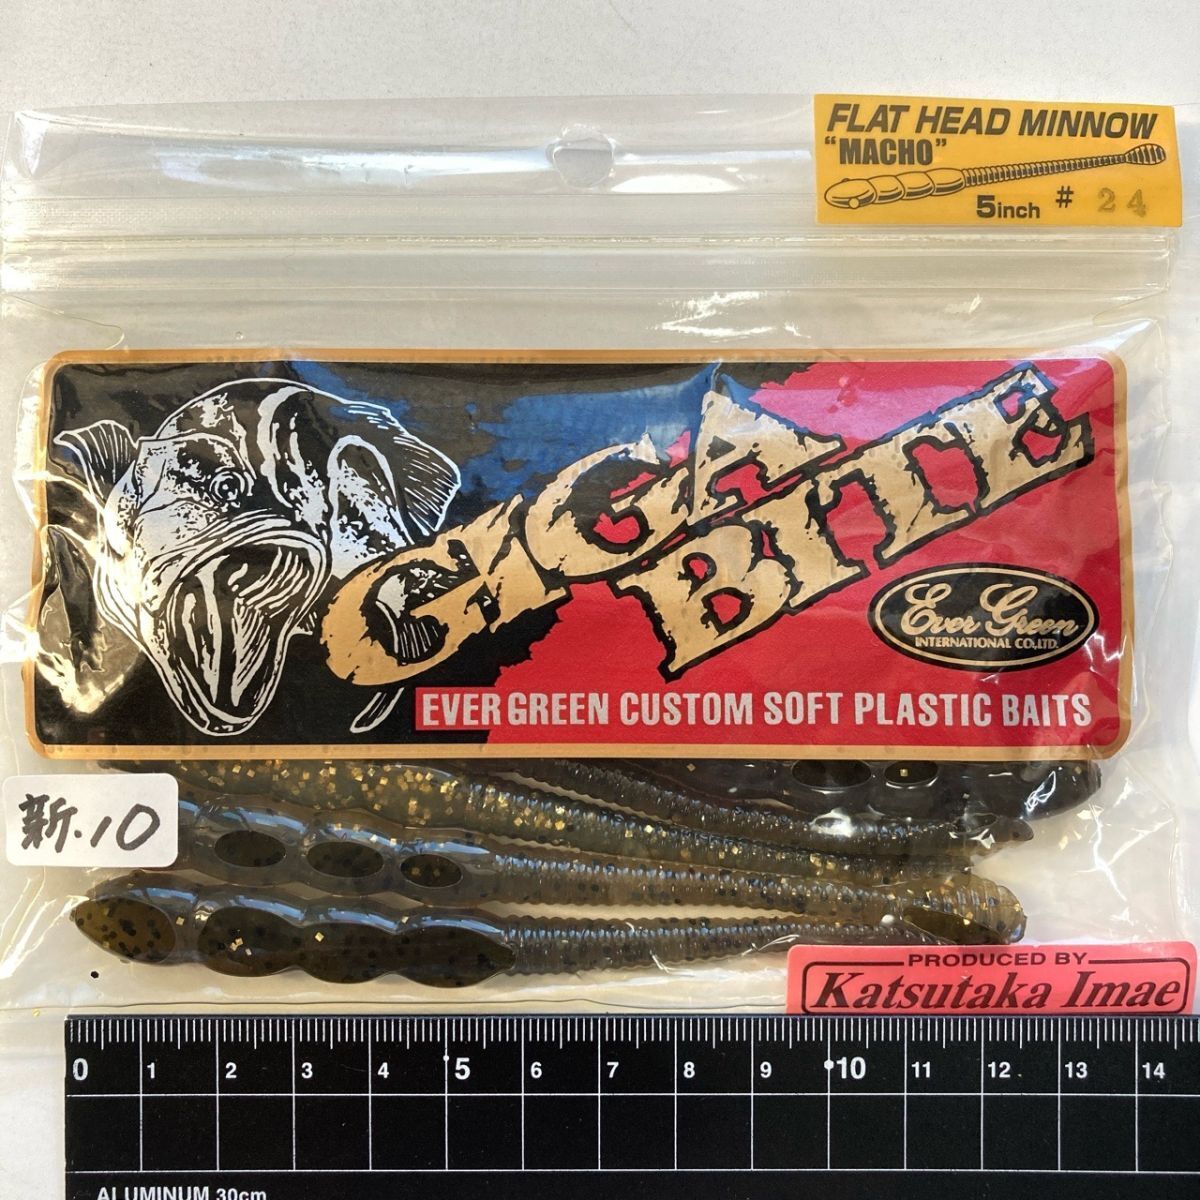 FLAT HEAD MINNOW
"MACHO"
5inch # 24
GIGA
BITE
Ever Green
INTERNATIONAL CO.,LTD.
EVER GREEN CUSTOM SOFT PLASTIC BAITS
新.10
PRODUCED BY
Katsutaka Imae
0 1 2 3 4 5 6 7 8 9 10 11 12 13 14
ALUMINUM 30cm